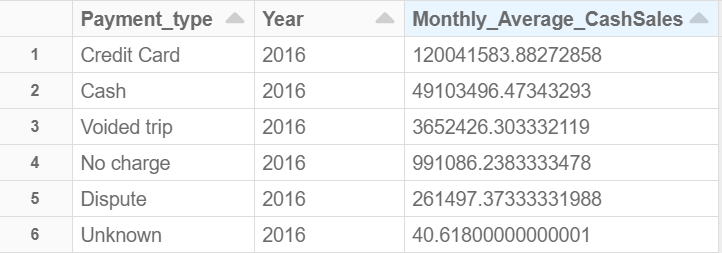 Payment_type Year Monthly_Average_CashSales
1 Credit Card 2016 120041583.88272858
2 Cash 2016 49103496.47343293
3 Voided trip 2016 3652426.303332119
4 No charge 2016 991086.2383333478
5 Dispute 2016 261497.37333331988
6 Unknown 2016 40.61800000000001